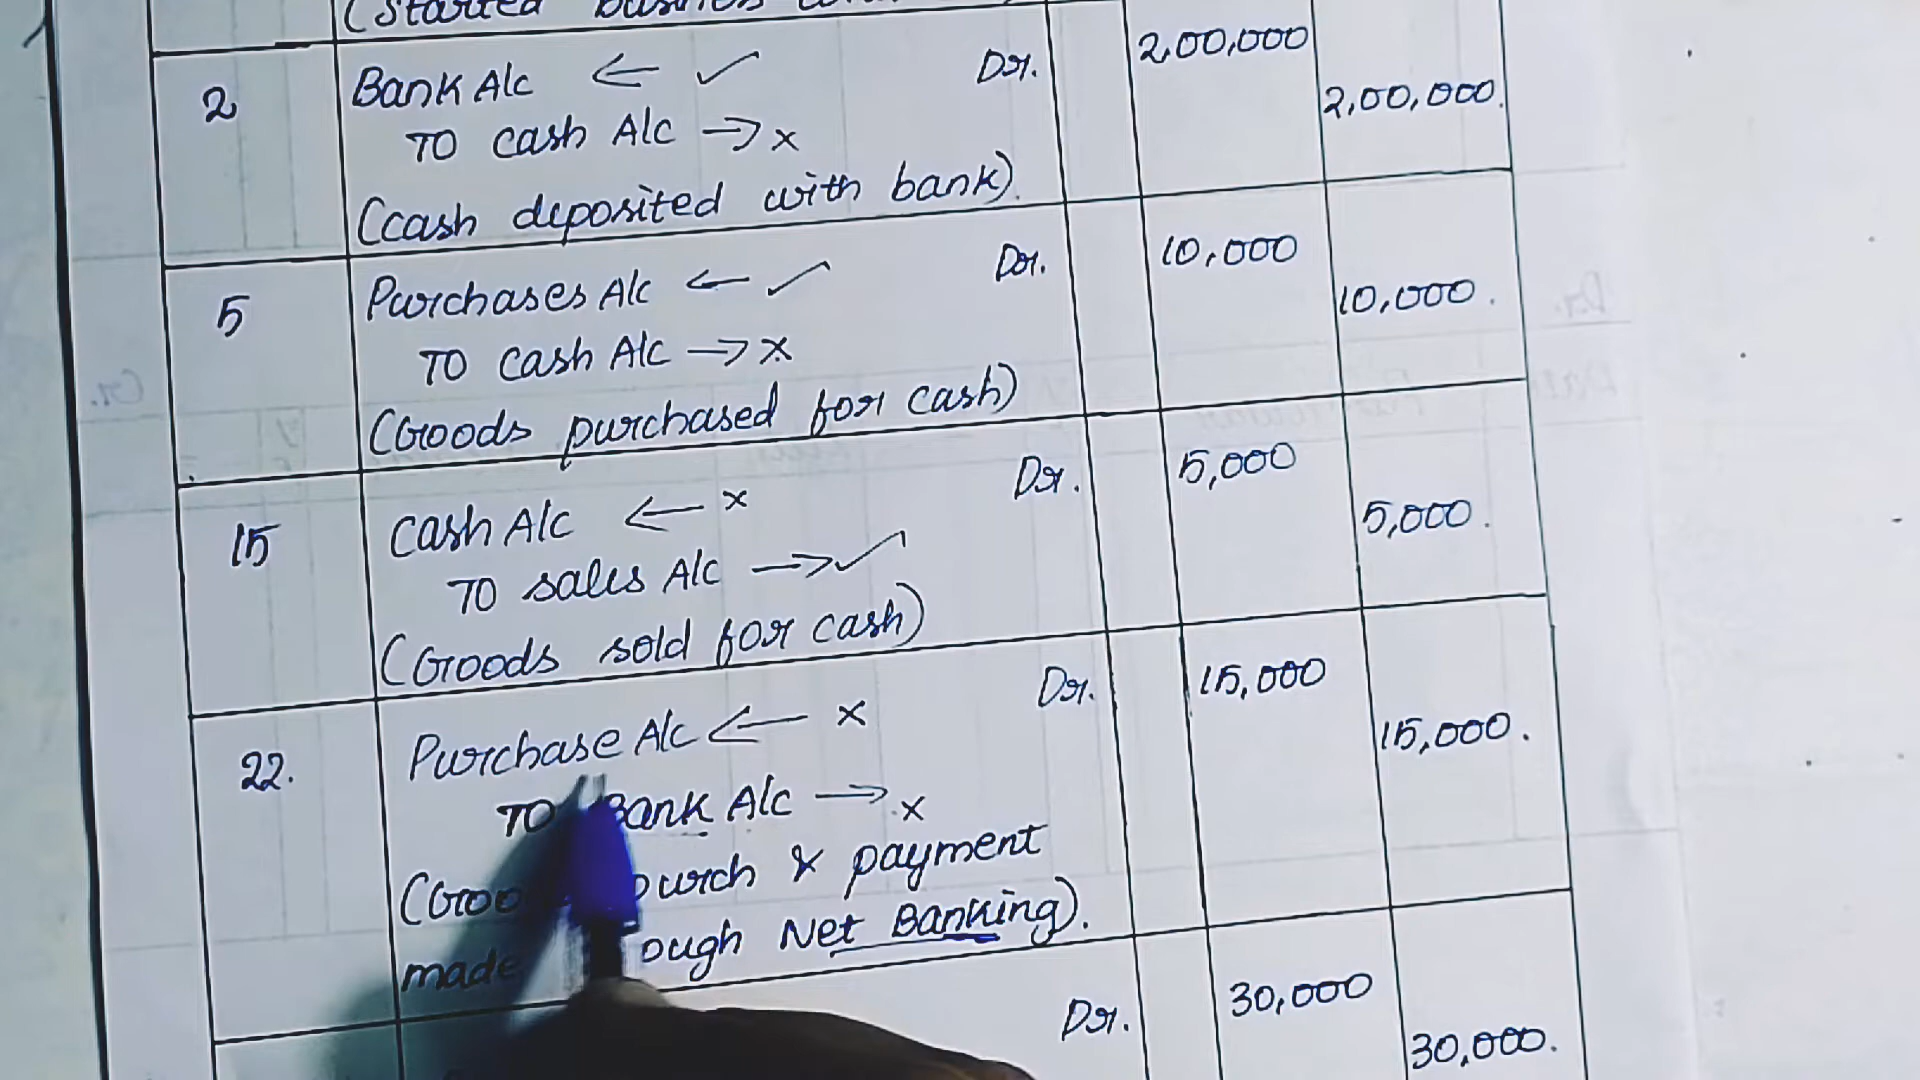 (Started
2 Bank A/c ← ✓ Dr. 2,00,000
To cash A/c → x 2,00,000.
(cash deposited with bank).
5 Purchases A/c ← ✓ Dr. 10,000
To cash A/c → x 10,000.
(Goods purchased for cash)
15 cash A/c ← x Dr. 5,000
To sales A/c → ✓ 5,000.
(Goods sold for cash)
22. Purchase A/c ← x Dr. 15,000
To Bank A/c → x 15,000.
purch & payment
made Net Banking).
Dr. 30,000
30,000.